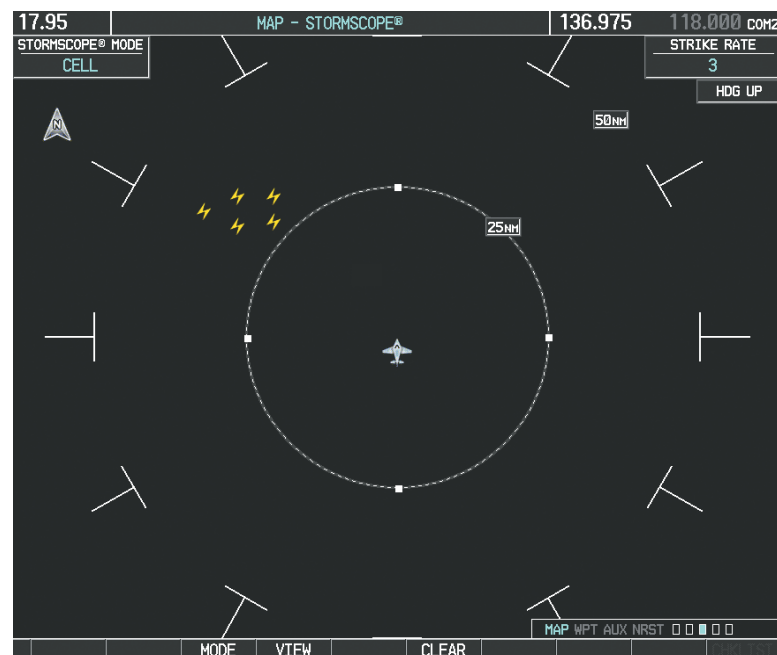 17.95 MAP - STORMSCOPE® 136.975 118.000 COM2
STORMSCOPE® MODE
CELL
STRIKE RATE
3
HDG UP
N
50NM
25NM
MAP WPT AUX NRST
MODE VIEW CLEAR